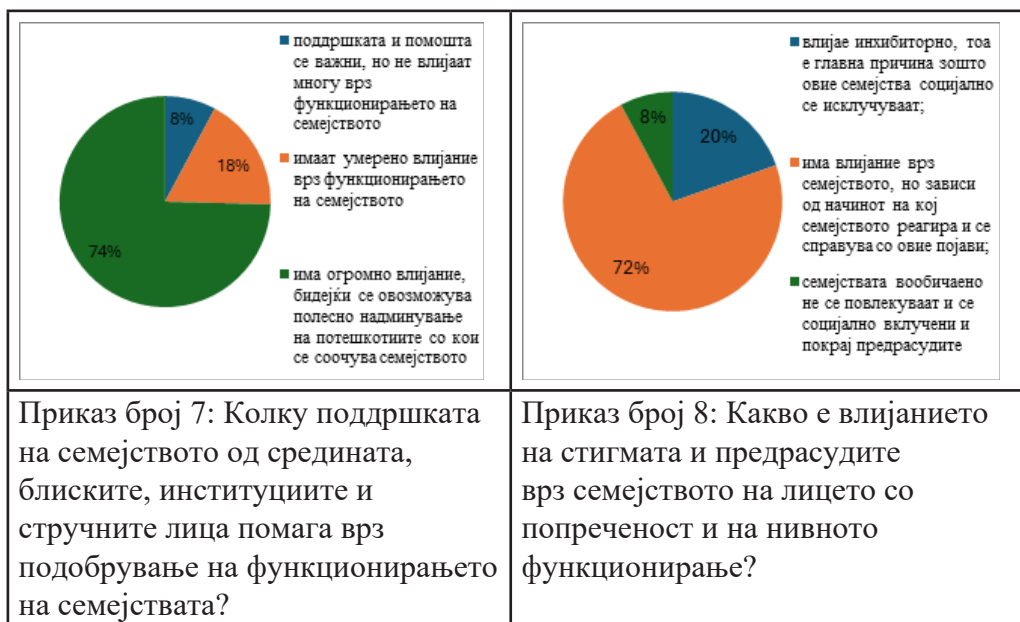 поддршката и помошта
се важни, но не влијаат
многу врз
функционирањето на
семејството
имаат умерено влијание
врз функционирањето
на семејството
има огромно влијание,
бидејќи се овозможува
полесно надминување
на потешкотиите со кои
се соочува семејството
8%
18%
74%
влијае инхибиторно, тоа
е главна причина зошто
овие семејства социјално
се исклучуваат;
има влијание врз
семејството, но зависи
од начинот на кој
семејството реагира и се
справува со овие појави;
семејствата вообичаено
не се повлекуваат и се
социјално вклучени и
покрај предрасудите
8%
20%
72%
Приказ број 7: Колку поддршката
на семејството од средината,
блиските, институциите и
стручните лица помага врз
подобрување на функционирањето
на семејствата?
Приказ број 8: Какво е влијанието
на стигмата и предрасудите
врз семејството на лицето со
попреченост и на нивното
функционирање?